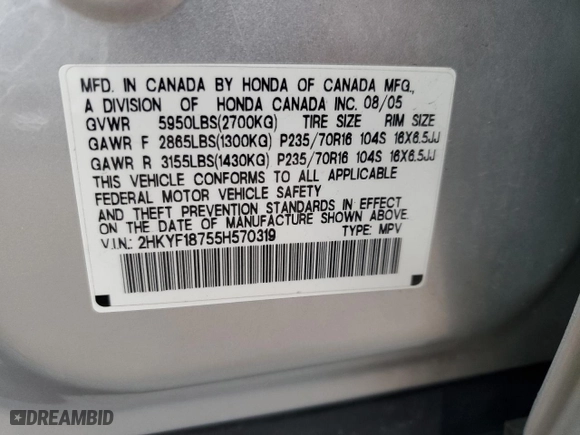 MFD. IN CANADA BY HONDA OF CANADA MFG.,
A DIVISION OF HONDA CANADA INC. 08/05
GVWR 5950LBS(2700KG) TIRE SIZE RIM SIZE
GAWR F 2865LBS(1300KG) P235/70R16 104S 16X6.5JJ
GAWR R 3155LBS(1430KG) P235/70R16 104S 16X6.5JJ
THIS VEHICLE CONFORMS TO ALL APPLICABLE
FEDERAL MOTOR VEHICLE SAFETY
AND THEFT PREVENTION STANDARDS IN EFFECT
ON THE DATE OF MANUFACTURE SHOWN ABOVE.
V.I.N.: 2HKYF18755H570319 TYPE: MPV
DREAMBID